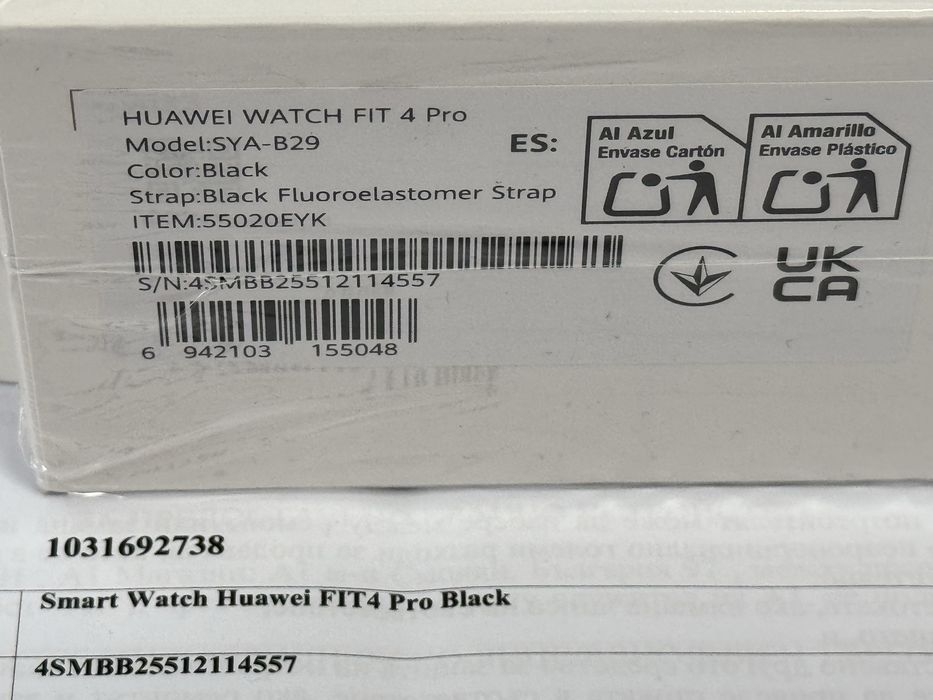 HUAWEI WATCH FIT 4 Pro
Model:SYA-B29
Color:Black
Strap:Black Fluoroelastomer Strap
ITEM:55020EYK
S/N:4SMBB25512114557
6 942103 155048
ES:
Al Azul
Envase Cartón
Al Amarillo
Envase Plástico
UK
CA
1031692738
Smart Watch Huawei FIT4 Pro Black
4SMBB25512114557